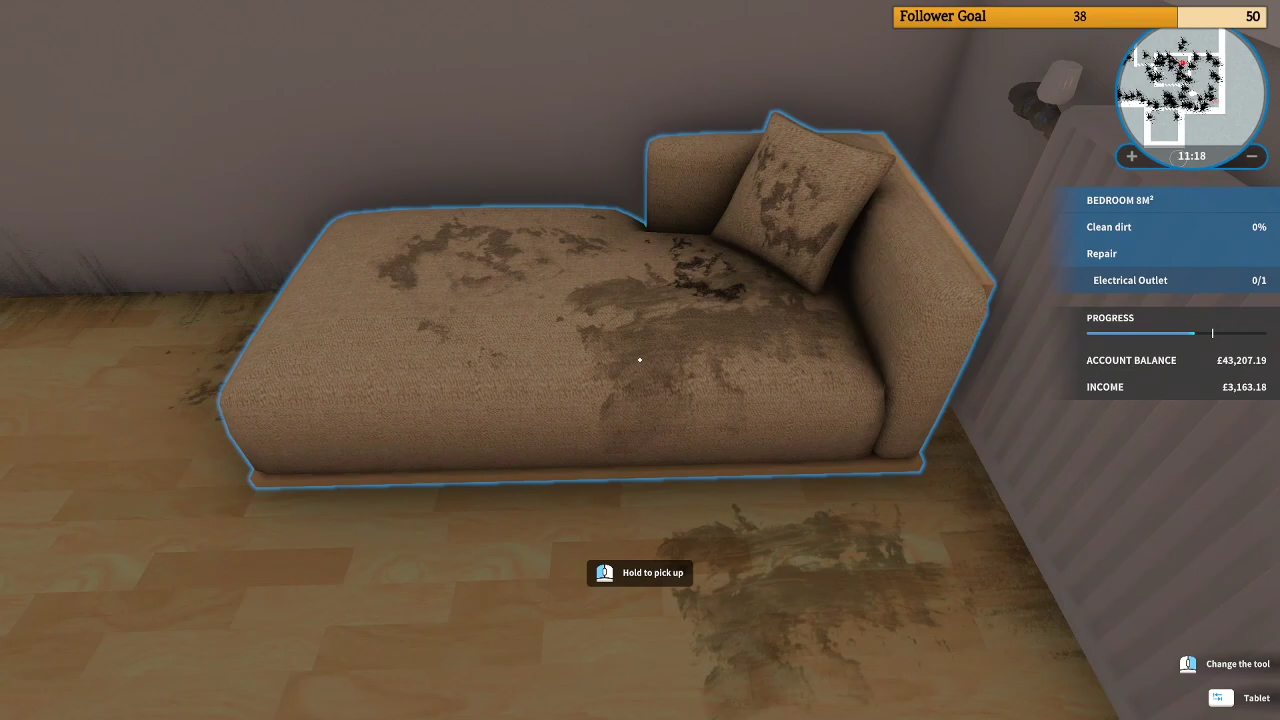 Follower Goal 38 50
11:18
BEDROOM 8M²
Clean dirt 0%
Repair
Electrical Outlet 0/1
PROGRESS
ACCOUNT BALANCE £43,207.19
INCOME £3,163.18
Hold to pick up
Change the tool
Tablet